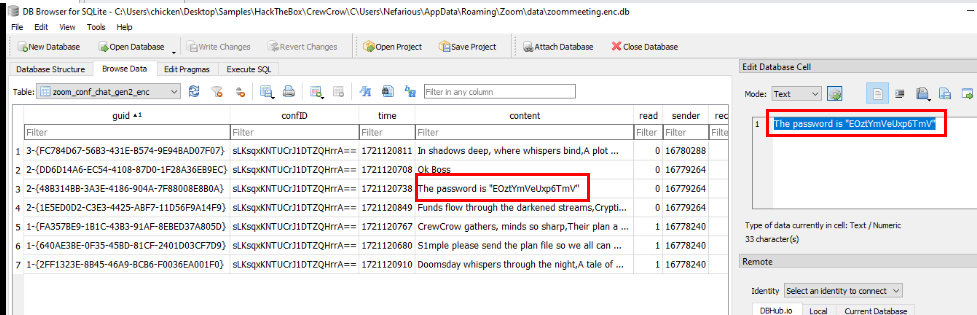 DB Browser for SQLite - C:\Users\chicken\Desktop\Samples\HackTheBox\CrewCrow\C\Users\Nefarious\AppData\Roaming\Zoom\data\zoommeeting.enc.db
File Edit View Tools Help
New Database Open Database Write Changes Revert Changes Open Project Save Project Attach Database Close Database
Database Structure Browse Data Edit Pragmas Execute SQL
Table: zoom_conf_chat_gen2_enc Filter in any column
guid ▲1 confID time content read sender rec
Filter Filter Filter Filter Filter Filter Filter
1 3-{FC784D67-56B3-431E-B574-9E94BAD07F07} sLKsqxKNTUCrJ1DTZQHrrA== 1721120811 In shadows deep, where whispers bind,A plot ... 0 16780288
2 2-{DD6D14A6-EC54-4108-87D0-1F28A36EB9EC} sLKsqxKNTUCrJ1DTZQHrrA== 1721120708 Ok Boss 0 16779264
3 2-{48B314BB-3A3E-4186-904A-7F88008E8B0A} sLKsqxKNTUCrJ1DTZQHrrA== 1721120738 The password is "EOztYmVeUxp6TmV" 0 16779264
4 2-{1E5ED0D2-C3E3-4425-ABF7-11D56F9A14F9} sLKsqxKNTUCrJ1DTZQHrrA== 1721120849 Funds flow through the darkened streams,Crypti... 0 16779264
5 1-{FA3578E9-1B1C-43B3-91AF-8EBED37A805D} sLKsqxKNTUCrJ1DTZQHrrA== 1721120767 CrewCrow gathers, minds so sharp,Their plan a ... 1 16778240
6 1-{640AE3BE-0F35-45BD-81CF-2401D03CF7D9} sLKsqxKNTUCrJ1DTZQHrrA== 1721120680 S1mple please send the plan file so we all can ... 1 16778240
7 1-{2FF1323E-8B45-46A9-BCB6-F0036EA001F0} sLKsqxKNTUCrJ1DTZQHrrA== 1721120910 Doomsday whispers through the night,A tale of ... 1 16778240
Edit Database Cell
Mode: Text
1 The password is "EOztYmVeUxp6TmV"
Type of data currently in cell: Text / Numeric
33 character(s)
Remote
Identity Select an identity to connect
DBHub.io Local Current Database